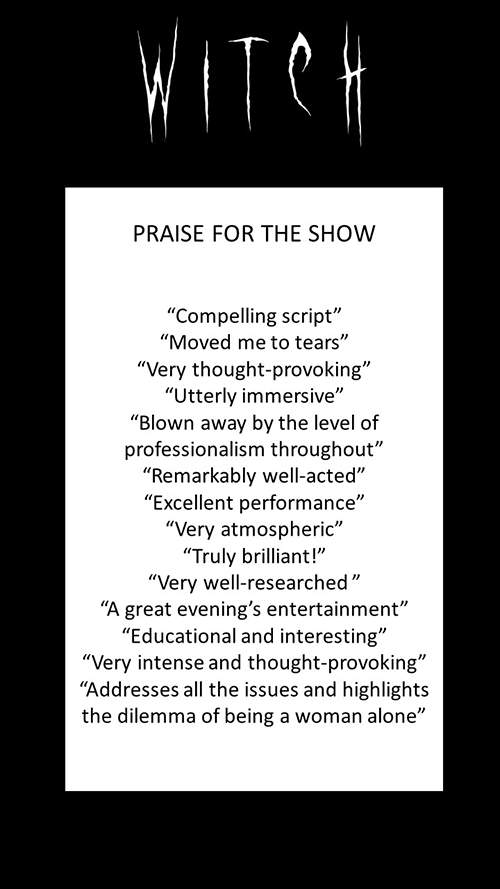 WITCH
PRAISE FOR THE SHOW
“Compelling script”
“Moved me to tears”
“Very thought-provoking”
“Utterly immersive”
“Blown away by the level of
professionalism throughout”
“Remarkably well-acted”
“Excellent performance”
“Very atmospheric”
“Truly brilliant!”
“Very well-researched”
“A great evening’s entertainment”
“Educational and interesting”
“Very intense and thought-provoking”
“Addresses all the issues and highlights
the dilemma of being a woman alone”